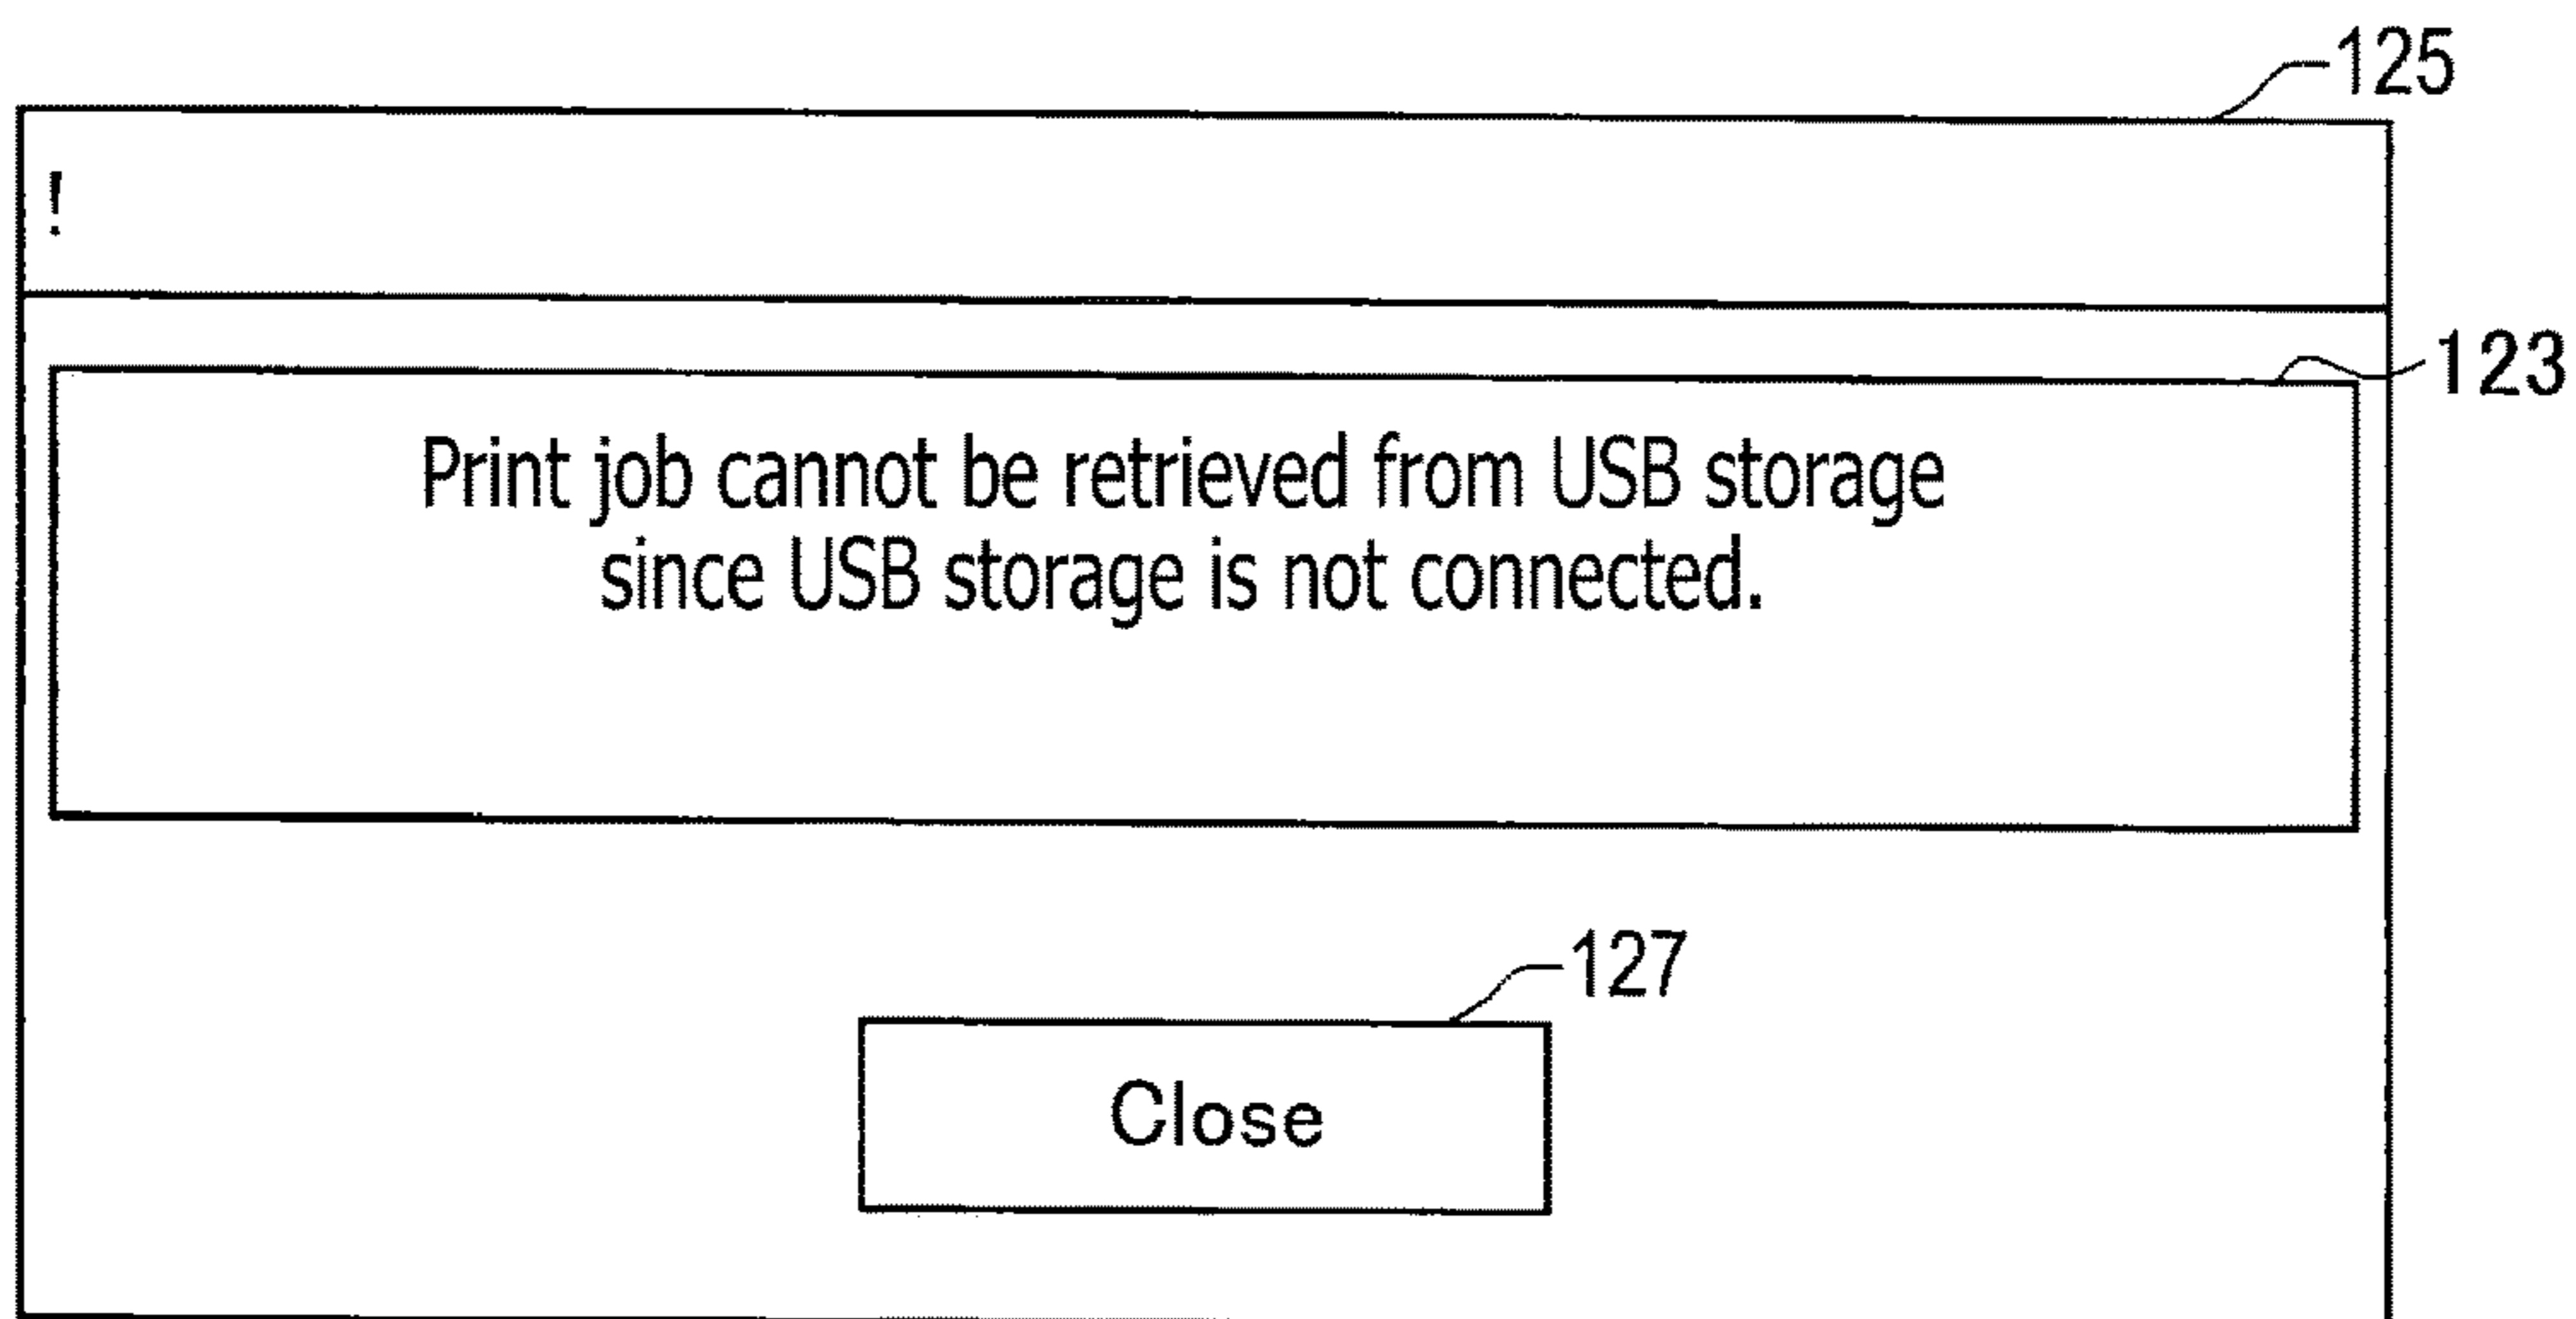 125
!
123
Print job cannot be retrieved from USB storage
since USB storage is not connected.
127
Close